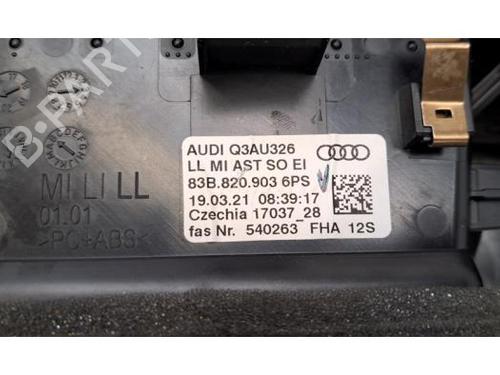 B-PARTS
AUDI Q3AU326
LL MI AST SO EI
83B.820.903 6PS
19.03.21 08:39:17
Czechia 17037_28
fas Nr. 540263 FHA 12S
MI LI LL
01.01
>PC+ABS<